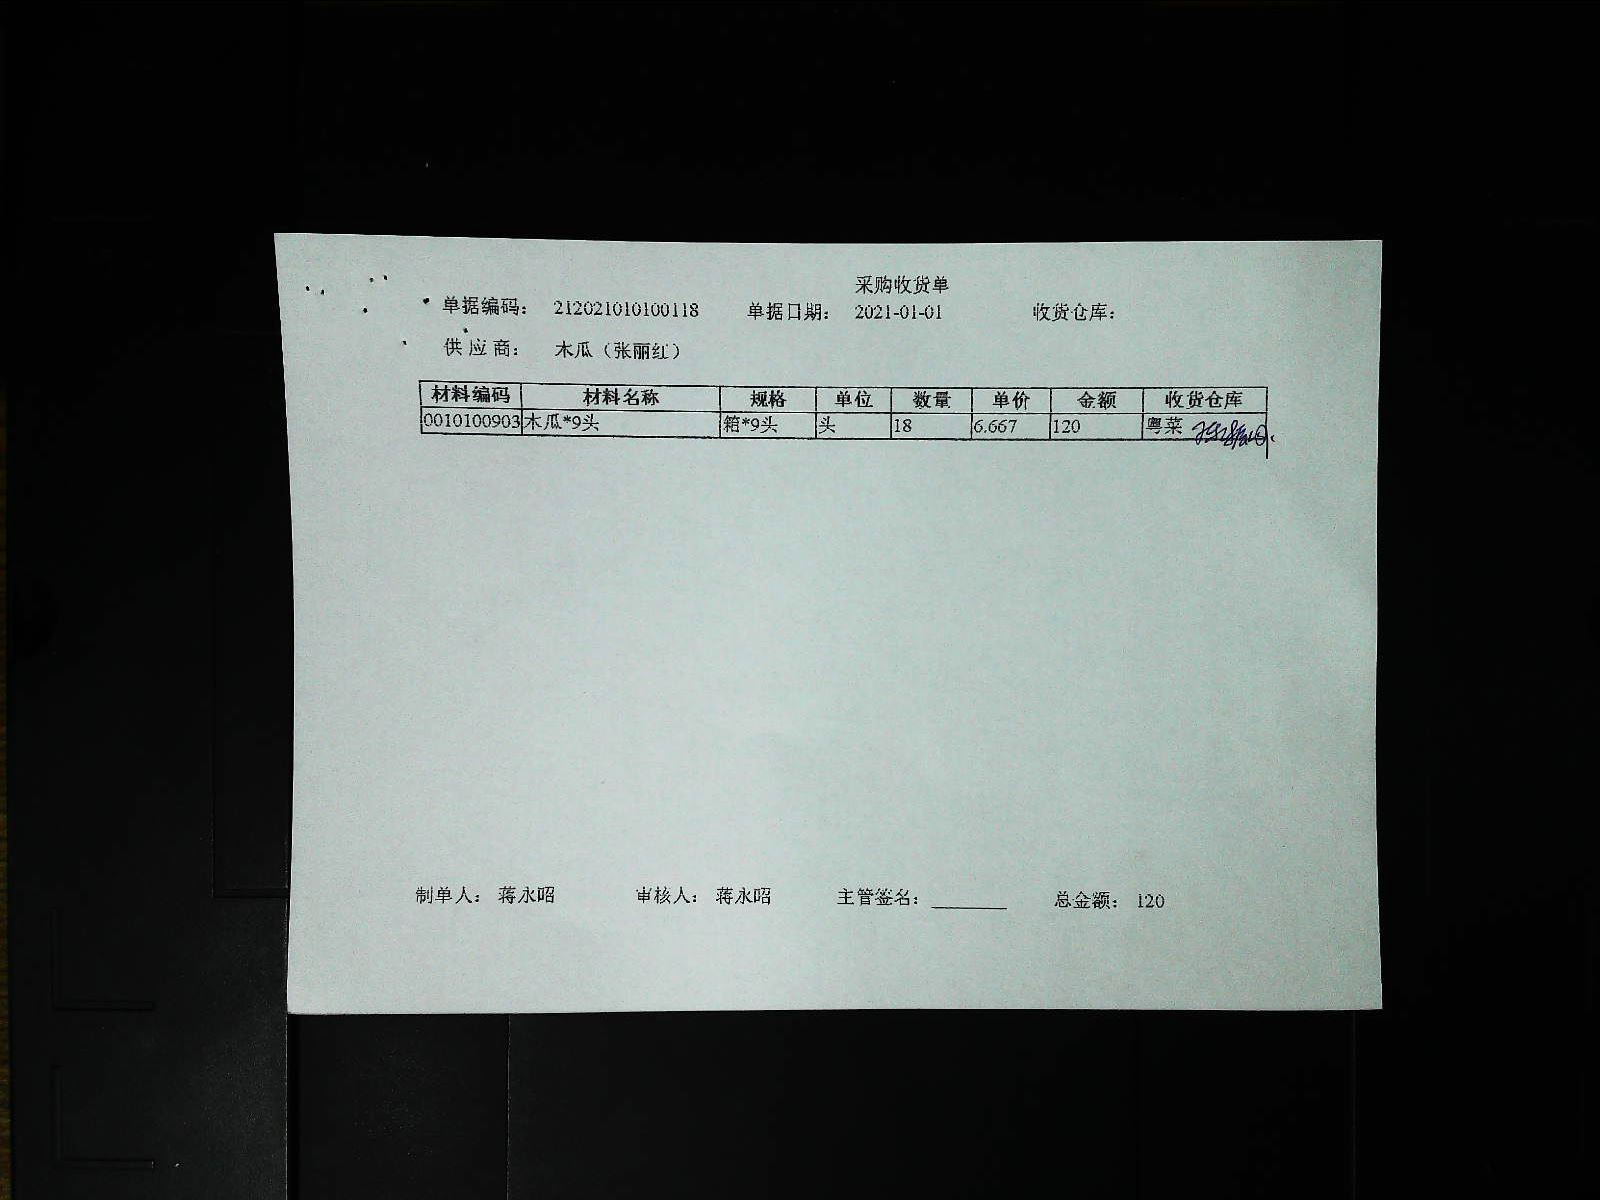 采购收货单
单据编码： 212021010100118 单据日期： 2021-01-01 收货仓库：
供应商： 木瓜（张丽红）
材料编码 材料名称 规格 单位 数量 单价 金额 收货仓库
0010100903 木瓜*9头 箱*9头 头 18 6.667 120 粤菜
制单人： 蒋永昭 审核人： 蒋永昭 主管签名： 总金额： 120